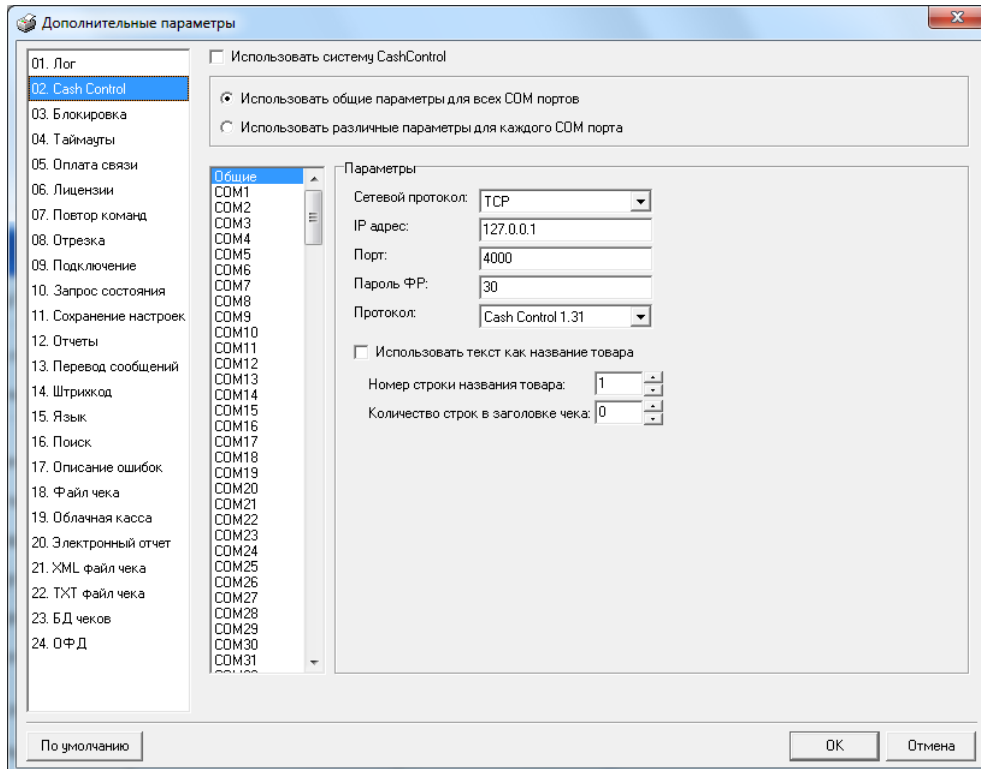 Дополнительные параметры
01. Лог
02. Cash Control
03. Блокировка
04. Таймауты
05. Оплата связи
06. Лицензии
07. Повтор команд
08. Отрезка
09. Подключение
10. Запрос состояния
11. Сохранение настроек
12. Отчеты
13. Перевод сообщений
14. Штрихкод
15. Язык
16. Поиск
17. Описание ошибок
18. Файл чека
19. Облачная касса
20. Электронный отчет
21. XML файл чека
22. TXT файл чека
23. БД чеков
24. ОФД
Использовать систему CashControl
Использовать общие параметры для всех COM портов
Использовать различные параметры для каждого COM порта
Общие
COM1
COM2
COM3
COM4
COM5
COM6
COM7
COM8
COM9
COM10
COM11
COM12
COM13
COM14
COM15
COM16
COM17
COM18
COM19
COM20
COM21
COM22
COM23
COM24
COM25
COM26
COM27
COM28
COM29
COM30
COM31
Параметры
Сетевой протокол: TCP
IP адрес: 127.0.0.1
Порт: 4000
Пароль ФР: 30
Протокол: Cash Control 1.31
Использовать текст как название товара
Номер строки названия товара: 1
Количество строк в заголовке чека: 0
По умолчанию
OK
Отмена